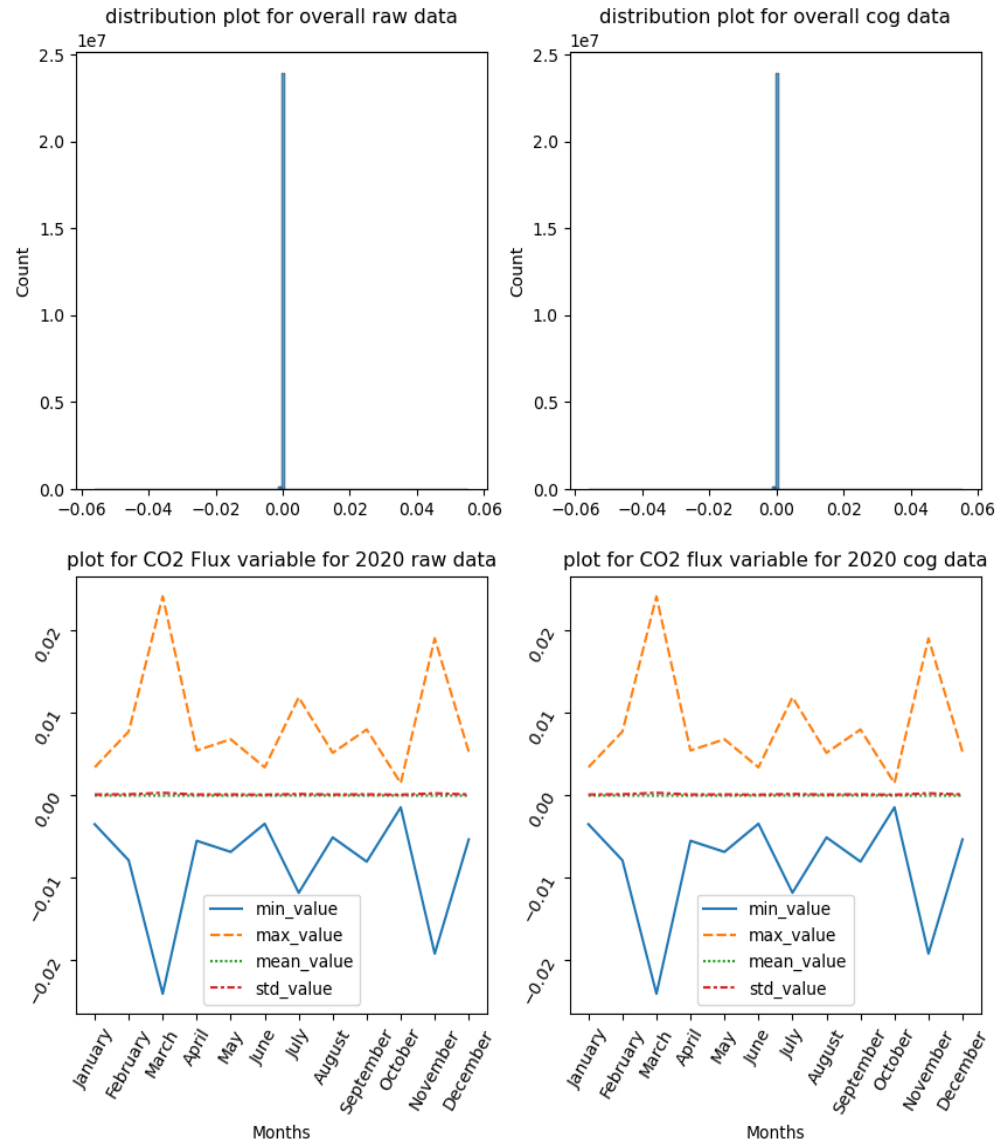 distribution plot for overall raw data
1e7
2.5
2.0
1.5
1.0
0.5
0.0
Count
−0.06 −0.04 −0.02 0.00 0.02 0.04 0.06
distribution plot for overall cog data
1e7
2.5
2.0
1.5
1.0
0.5
0.0
Count
−0.06 −0.04 −0.02 0.00 0.02 0.04 0.06
plot for CO2 Flux variable for 2020 raw data
0.02
0.01
0.00
−0.01
−0.02
min_value
max_value
mean_value
std_value
January February March April May June July August September October November December
Months
plot for CO2 flux variable for 2020 cog data
0.02
0.01
0.00
−0.01
−0.02
min_value
max_value
mean_value
std_value
January February March April May June July August September October November December
Months